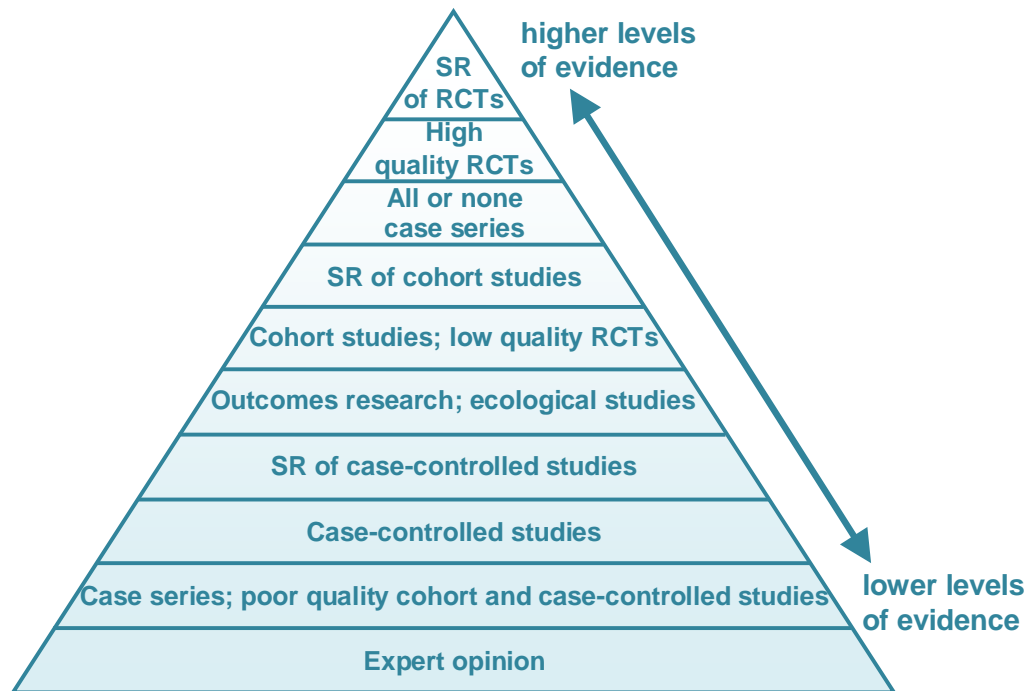 higher levels
of evidence
SR
of RCTs
High
quality RCTs
All or none
case series
SR of cohort studies
Cohort studies; low quality RCTs
Outcomes research; ecological studies
SR of case-controlled studies
Case-controlled studies
Case series; poor quality cohort and case-controlled studies
lower levels
of evidence
Expert opinion